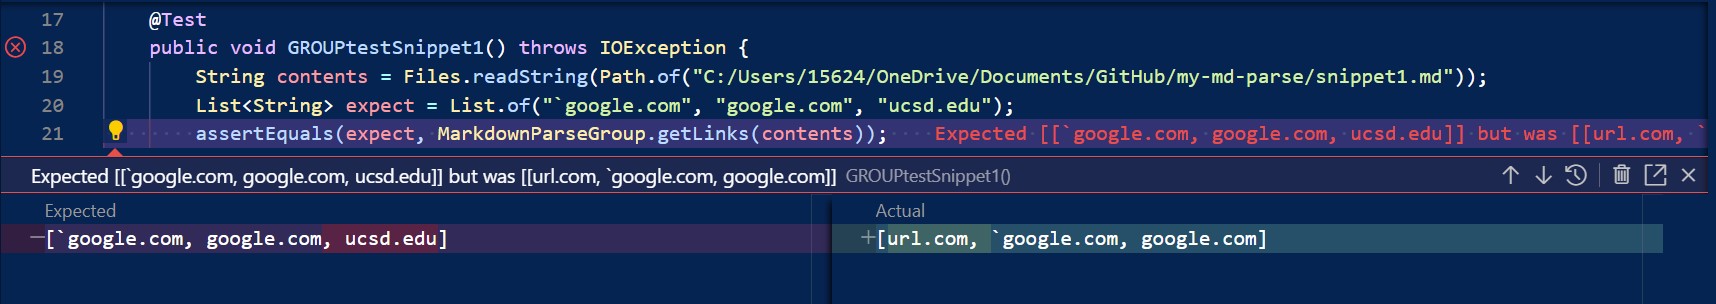 17 @Test
18 public void GROUPtestSnippet1() throws IOException {
19 String contents = Files.readString(Path.of("C:/Users/15624/OneDrive/Documents/GitHub/my-md-parse/snippet1.md"));
20 List<String> expect = List.of("`google.com", "google.com", "ucsd.edu");
21 assertEquals(expect, MarkdownParseGroup.getLinks(contents)); Expected [[`google.com, google.com, ucsd.edu]] but was [[url.com, `
Expected [[`google.com, google.com, ucsd.edu]] but was [[url.com, `google.com, google.com]] GROUPtestSnippet1()
Expected Actual
−[`google.com, google.com, ucsd.edu] +[url.com, `google.com, google.com]